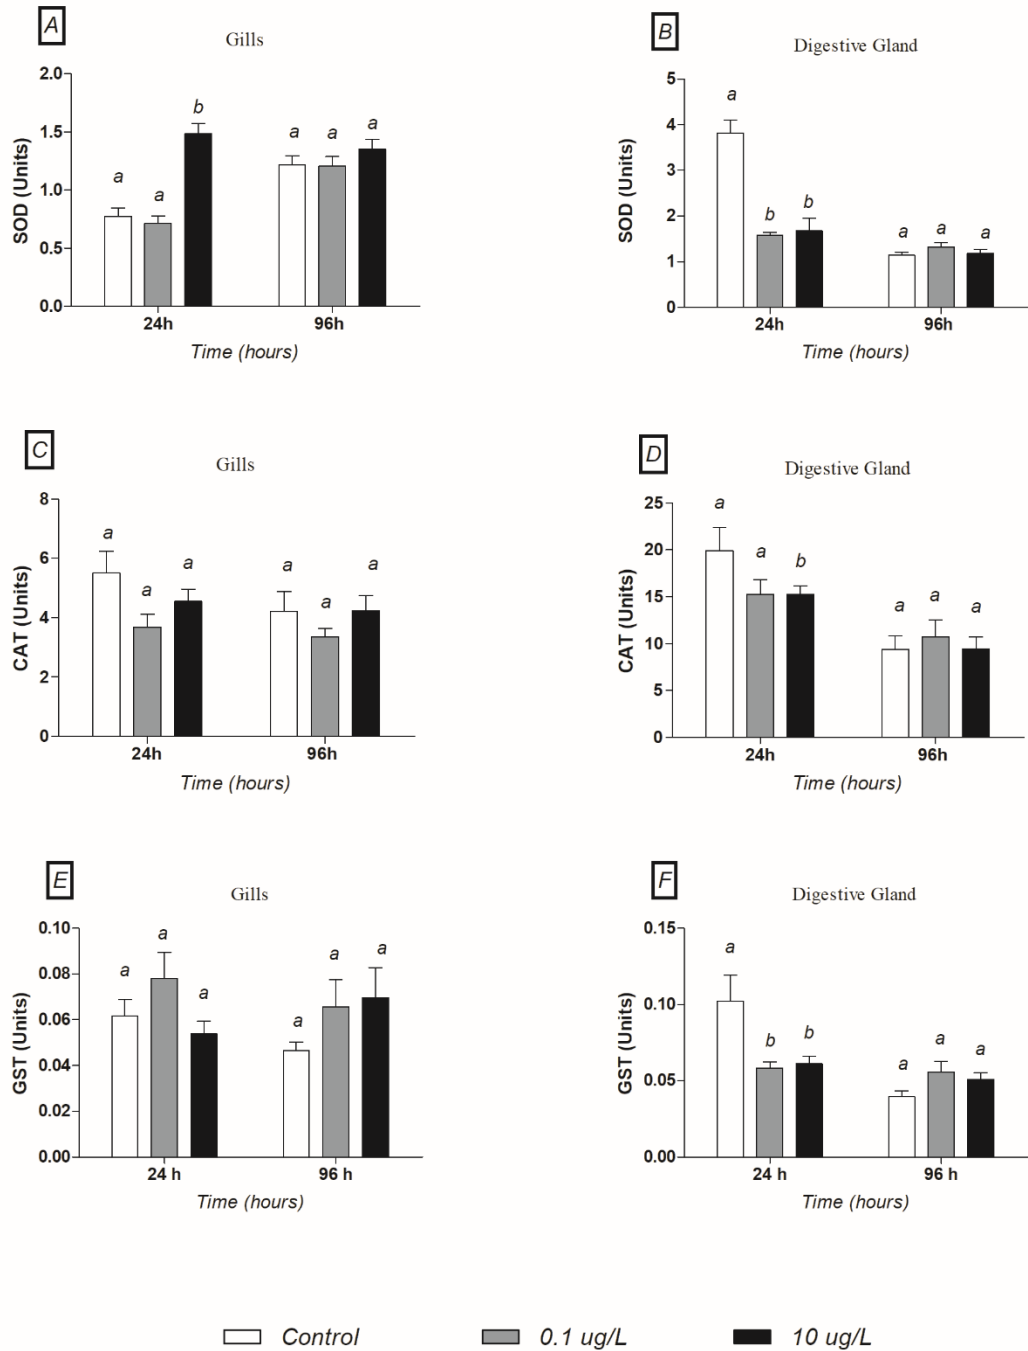 A
Gills
2.0
1.5
1.0
0.5
0.0
SOD (Units)
a
a
b
a
a
a
24h
96h
Time (hours)
B
Digestive Gland
5
4
3
2
1
0
SOD (Units)
a
b
b
a
a
a
24h
96h
Time (hours)
C
Gills
8
6
4
2
0
CAT (Units)
a
a
a
a
a
a
24h
96h
Time (hours)
D
Digestive Gland
25
20
15
10
5
0
CAT (Units)
a
a
b
a
a
a
24h
96h
Time (hours)
E
Gills
0.10
0.08
0.06
0.04
0.02
0.00
GST (Units)
a
a
a
a
a
a
24 h
96 h
Time (hours)
F
Digestive Gland
0.15
0.10
0.05
0.00
GST (Units)
a
b
b
a
a
a
24h
96h
Time (hours)
Control
0.1 ug/L
10 ug/L